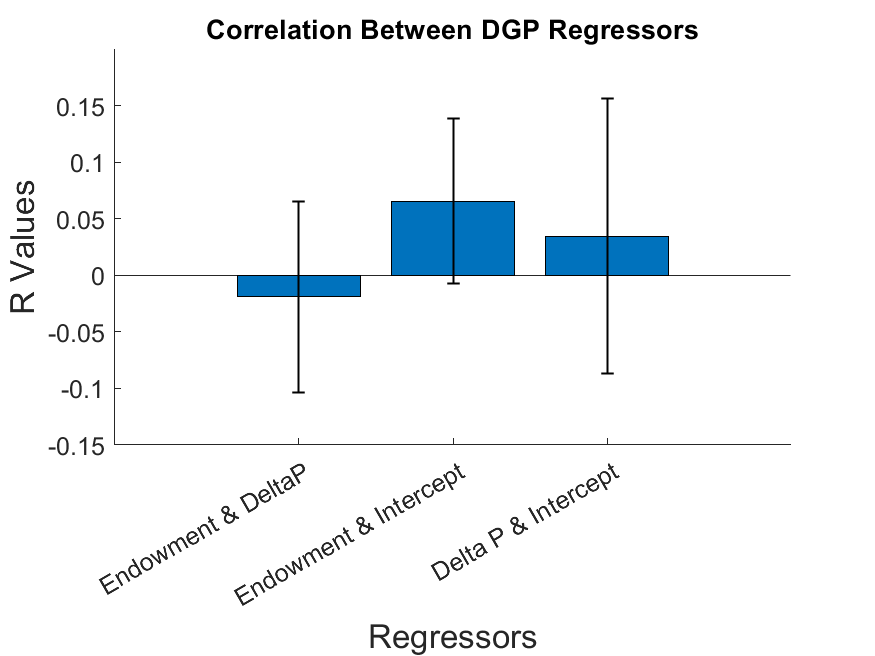 Correlation Between DGP Regressors
R Values
0.15
0.1
0.05
0
-0.05
-0.1
-0.15
Endowment & DeltaP
Endowment & Intercept
Delta P & Intercept
Regressors